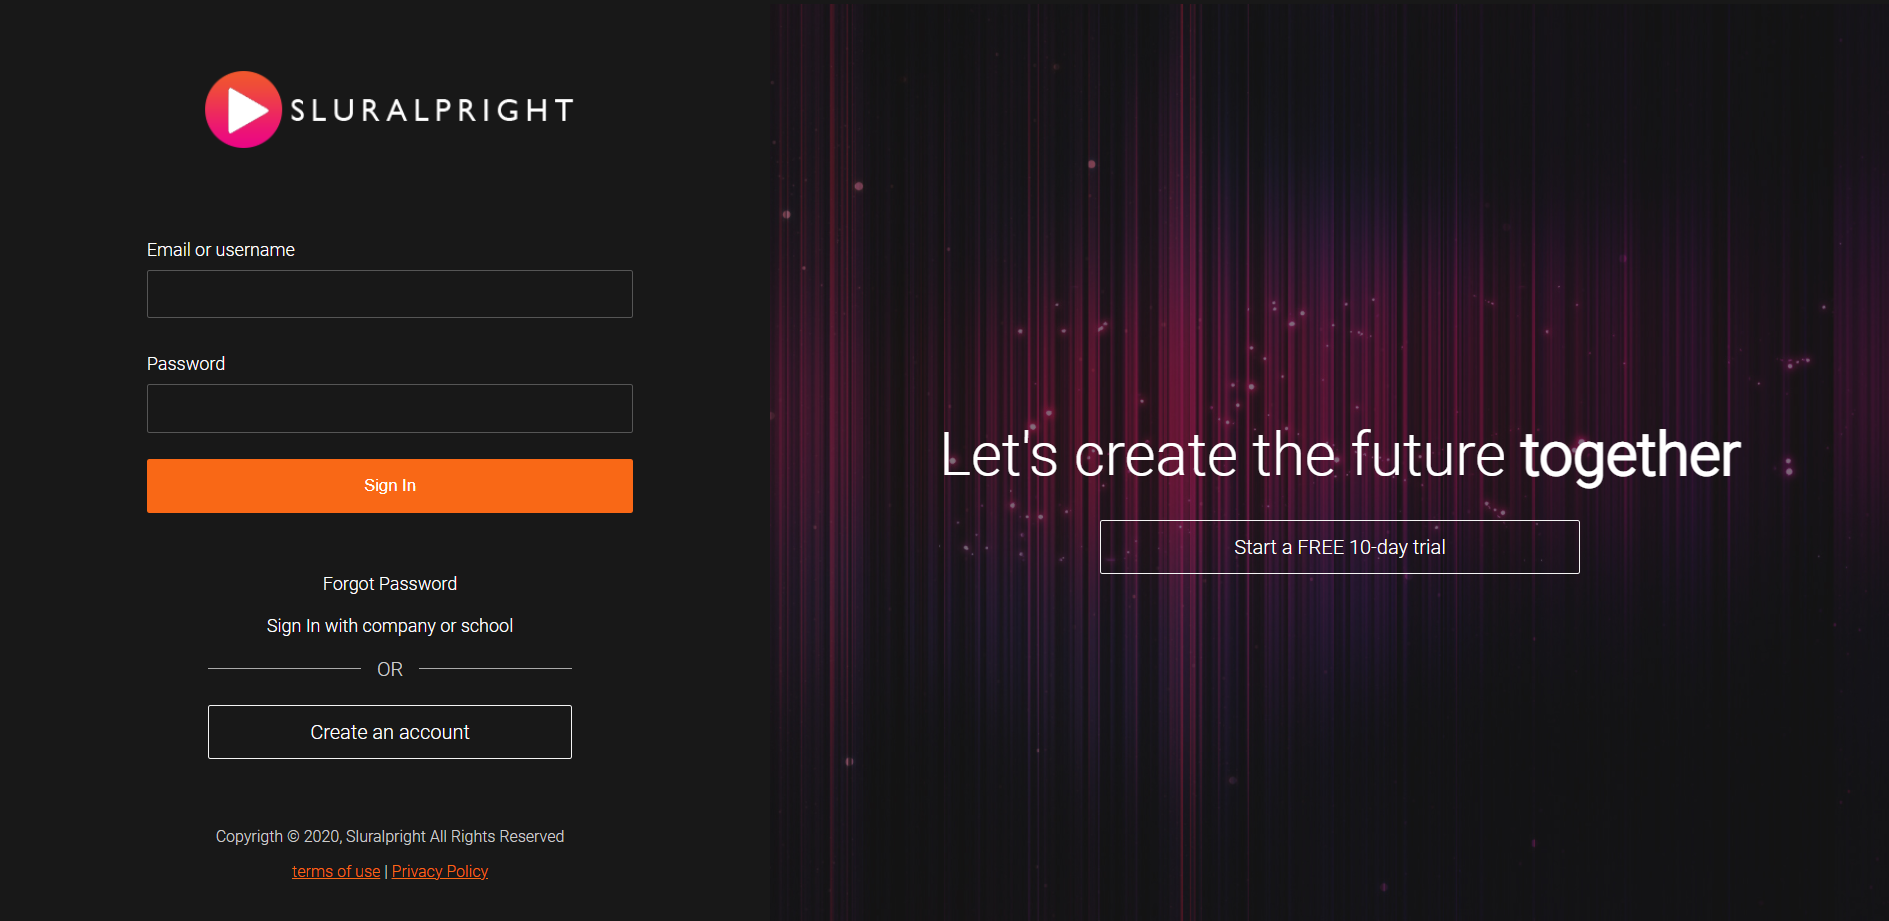 SLURALPRIGHT
Email or username
Password
Sign In
Forgot Password
Sign In with company or school
OR
Create an account
Copyrigth © 2020, Sluralpright All Rights Reserved
terms of use | Privacy Policy
Let's create the future together
Start a FREE 10-day trial